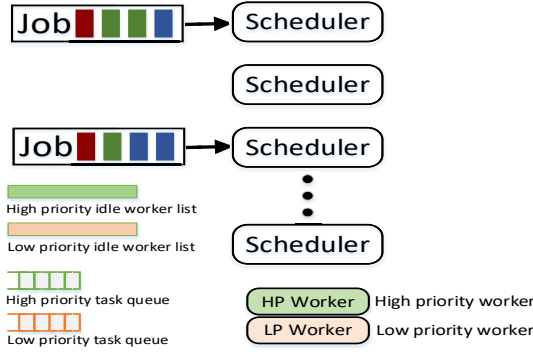 Job Scheduler
Scheduler
Job Scheduler
High priority idle worker list
Low priority idle worker list
Scheduler
High priority task queue
HP Worker High priority worker
Low priority task queue
LP Worker Low priority worker